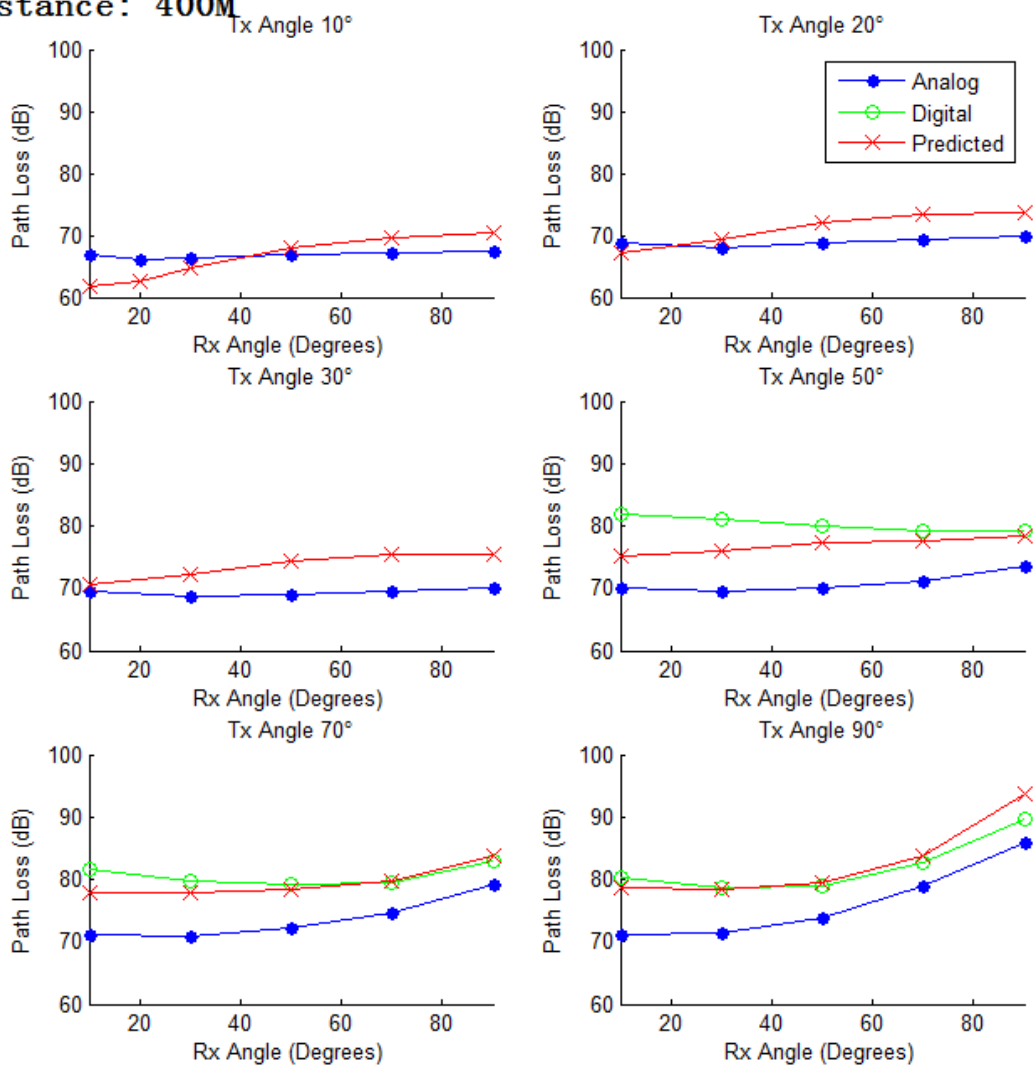 stance: 400M
Tx Angle 10°
100
90
80
70
60
Path Loss (dB)
20 40 60 80
Rx Angle (Degrees)
Tx Angle 20°
100
90
80
70
60
Path Loss (dB)
Analog
Digital
Predicted
20 40 60 80
Rx Angle (Degrees)
Tx Angle 30°
100
90
80
70
60
Path Loss (dB)
20 40 60 80
Rx Angle (Degrees)
Tx Angle 50°
100
90
80
70
60
Path Loss (dB)
20 40 60 80
Rx Angle (Degrees)
Tx Angle 70°
100
90
80
70
60
Path Loss (dB)
20 40 60 80
Rx Angle (Degrees)
Tx Angle 90°
100
90
80
70
60
Path Loss (dB)
20 40 60 80
Rx Angle (Degrees)